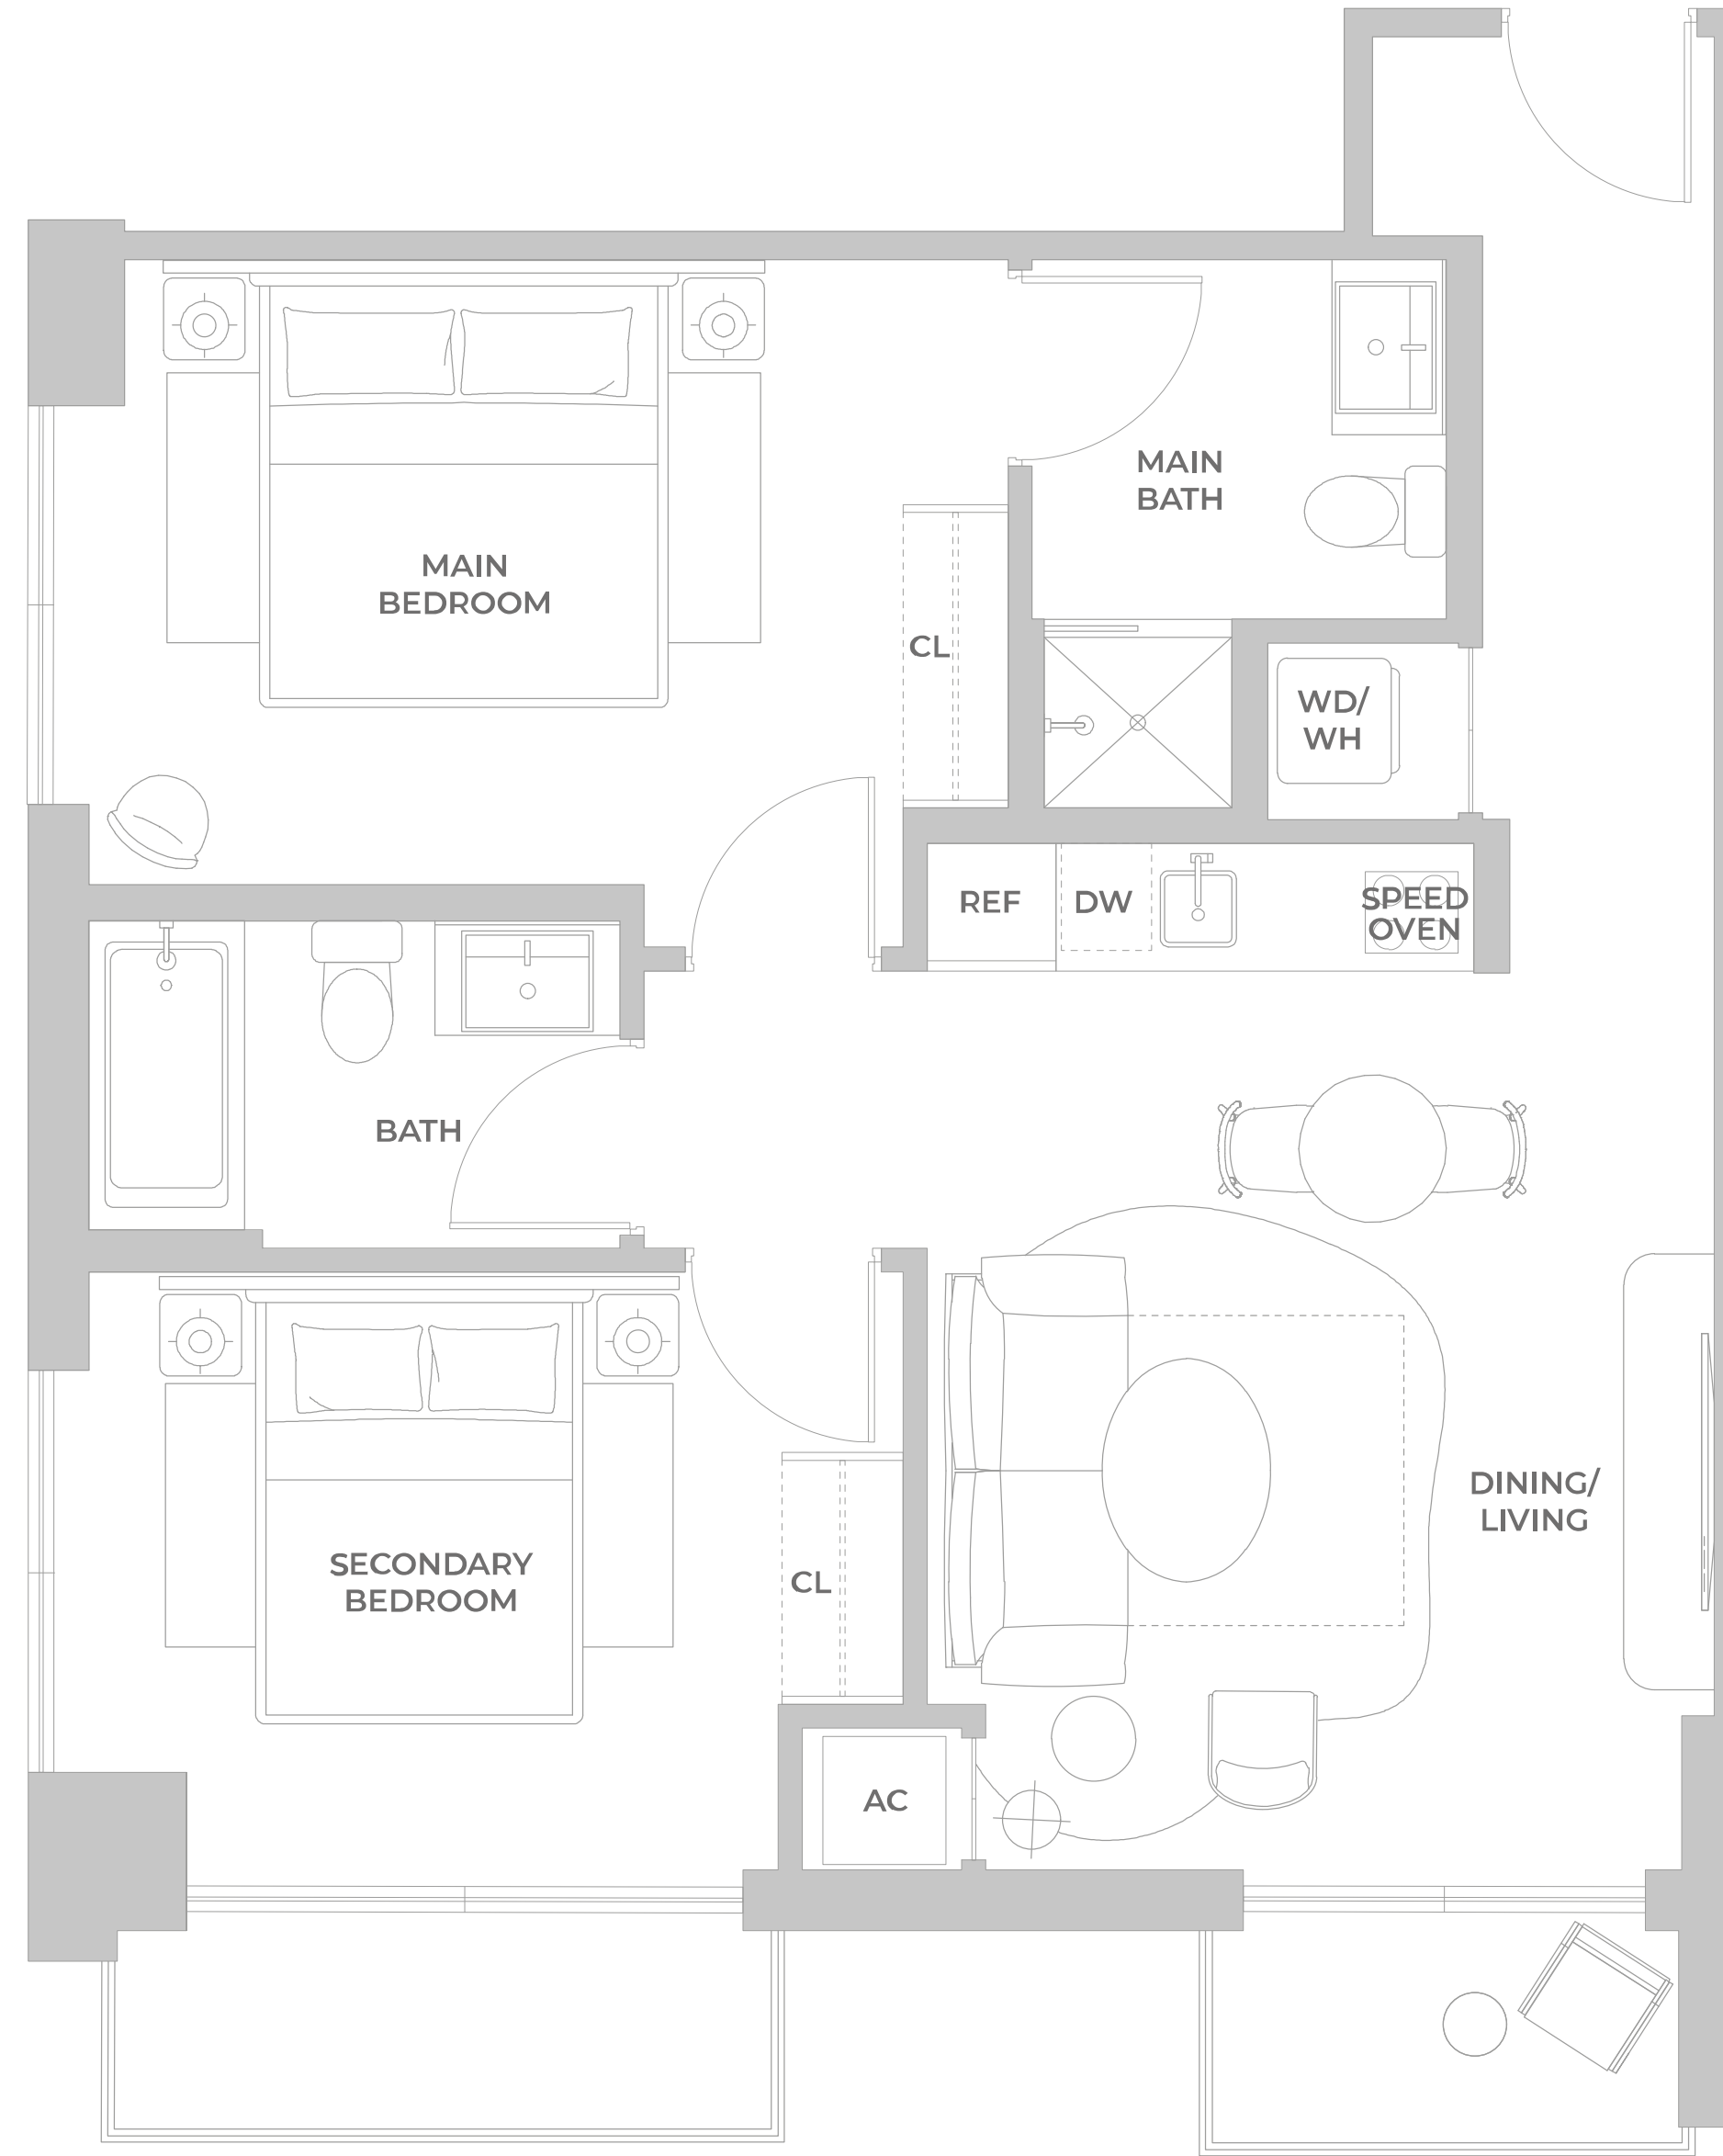 MAIN
BATH
MAIN
BEDROOM
CL
WD/
WH
REF
DW
SPEED
OVEN
BATH
DINING/
LIVING
SECONDARY
BEDROOM
CL
AC